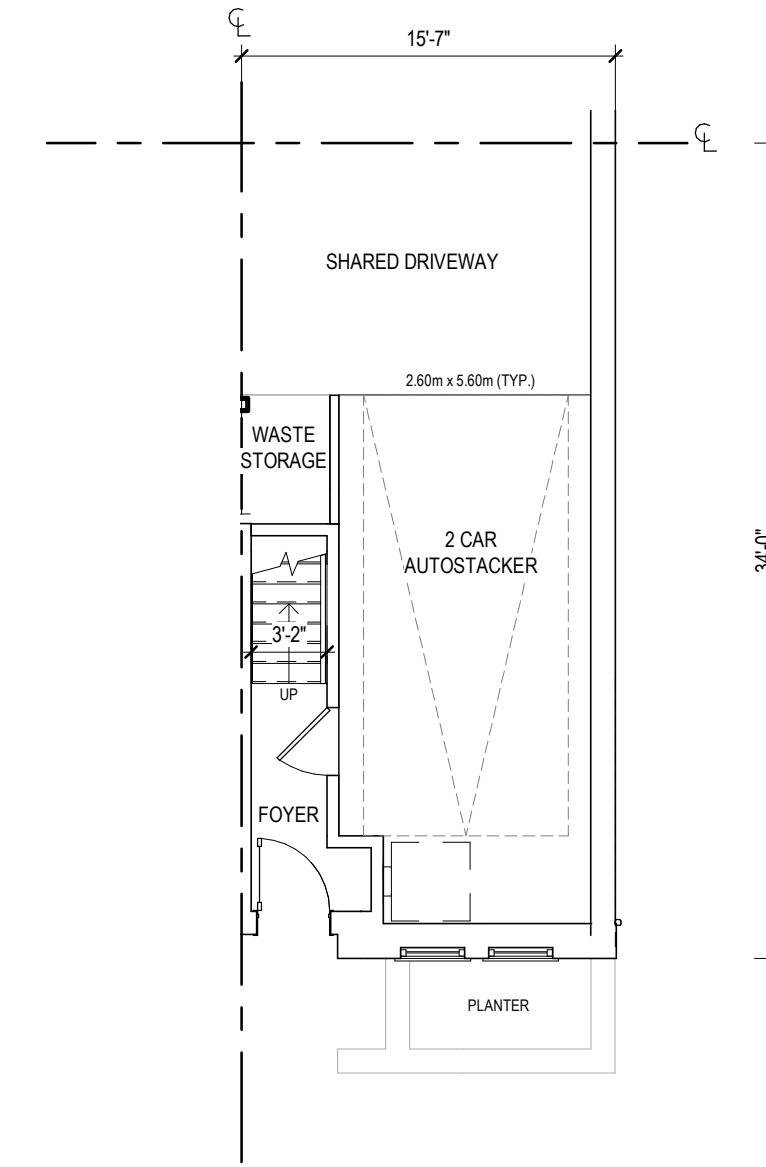 ℄
15'-7"
℄
SHARED DRIVEWAY
2.60m x 5.60m (TYP.)
WASTE
STORAGE
2 CAR
AUTOSTACKER
34'-0"
3'-2"
UP
FOYER
PLANTER